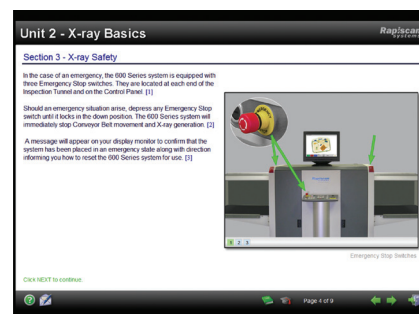 Unit 2 - X-ray Basics
Rapiscan
systems
Section 3 - X-ray Safety
In the case of an emergency, the 600 Series system is equipped with
three Emergency Stop switches. They are located at each end of the
Inspection Tunnel and on the Control Panel. [1]
Should an emergency situation arise, depress any Emergency Stop
switch until it locks in the down position. The 600 Series system will
immediately stop Conveyor Belt movement and X-ray generation. [2]
A message will appear on your display monitor to confirm that the
system has been placed in an emergency state along with direction
informing you how to reset the 600 Series system for use. [3]
1 2 3
Emergency Stop Switches
Click NEXT to continue.
Page 4 of 9